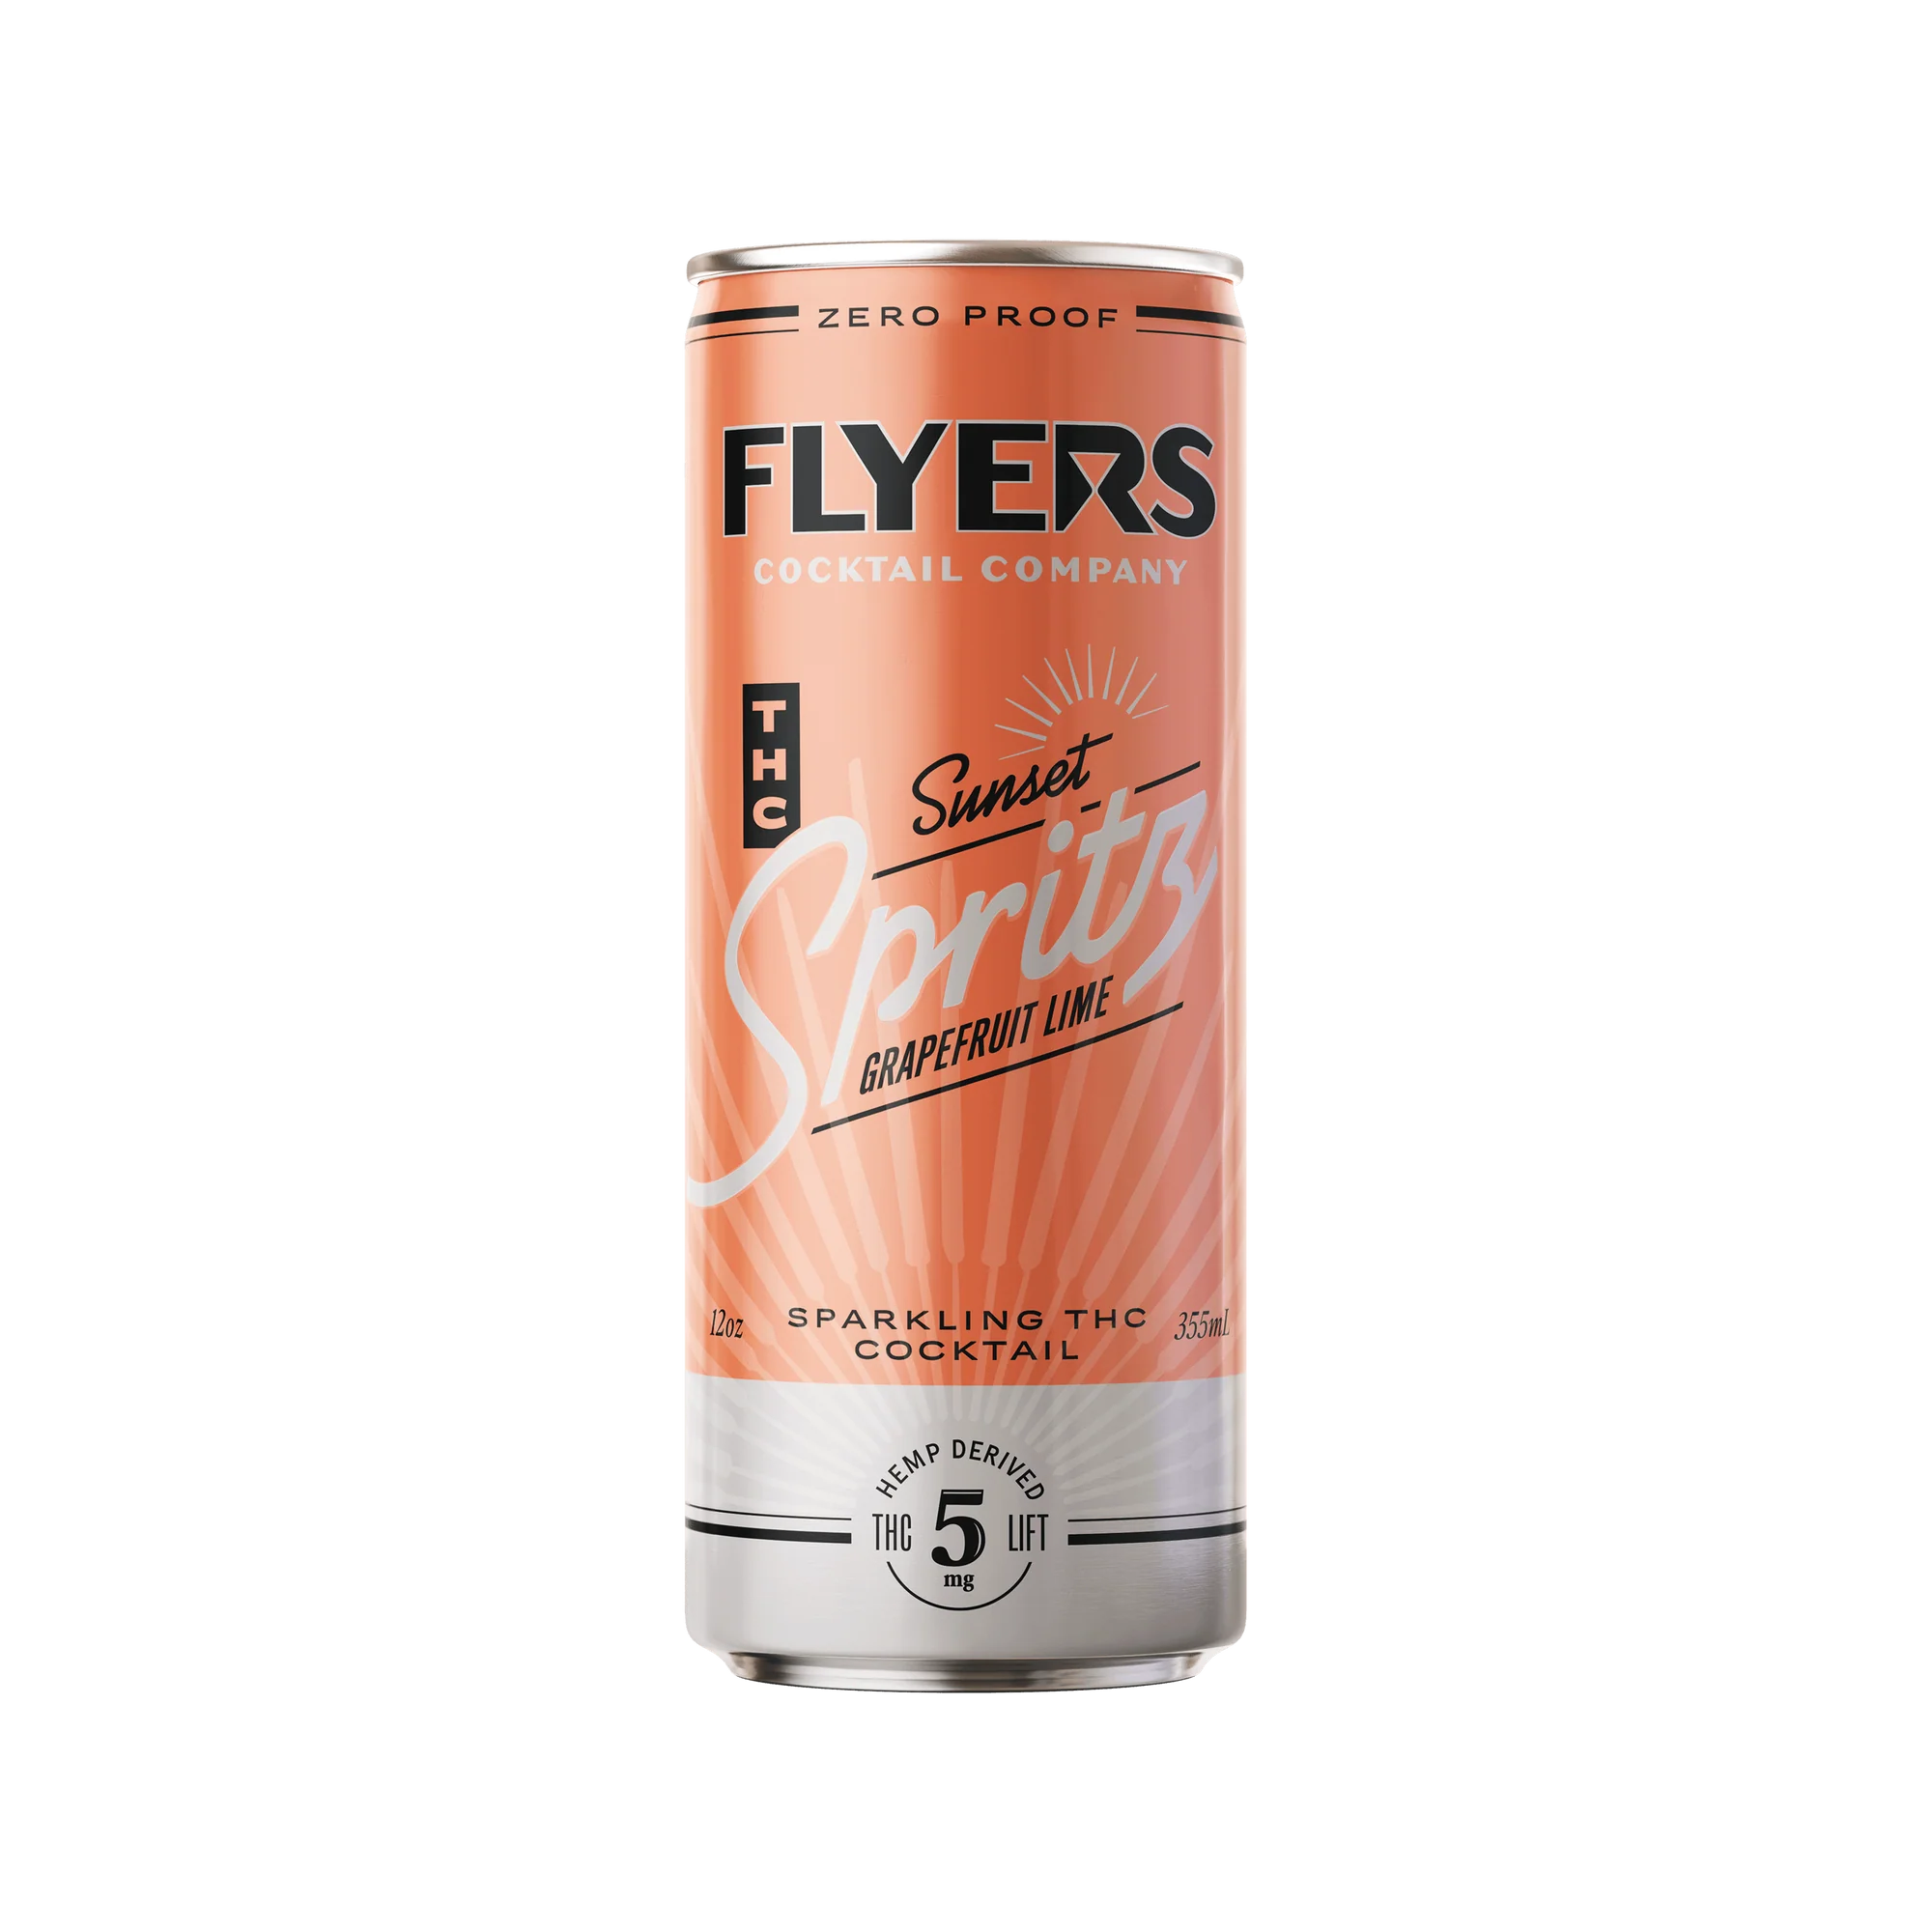 ZERO PROOF
FLYERS
COCKTAIL COMPANY
THC
Sunset
Spritz
GRAPEFRUIT LIME
12oz
SPARKLING THC
COCKTAIL
355mL
HEMP DERIVED
THC 5 LIFT
mg